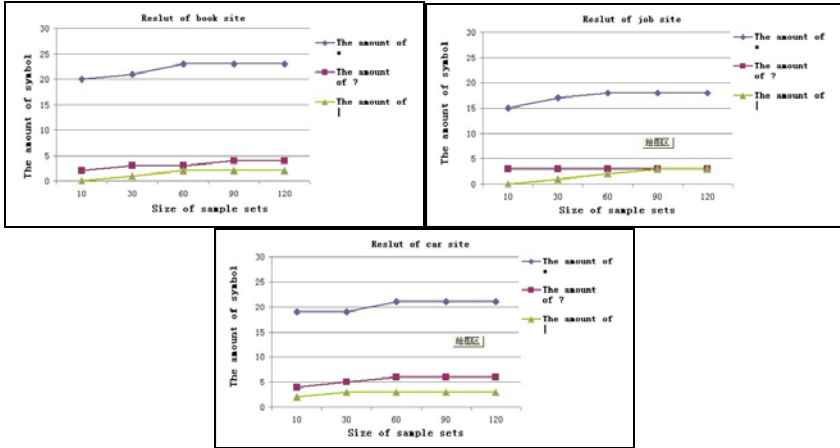 Reslut of book site
The amount of symbol
30
25
20
15
10
5
0
10 30 60 90 120
Size of sample sets
The amount of
*
The amount
of ?
The amount of
|
Reslut of job site
The amount of symbol
30
25
20
15
10
5
0
10 30 60 90 120
Size of sample sets
The amount of
*
The amount
of ?
The amount of
|
绘图区
Reslut of car site
The amount of symbol
30
25
20
15
10
5
0
10 30 60 90 120
Size of sample sets
The amount of
*
The amount
of ?
The amount of
|
绘图区